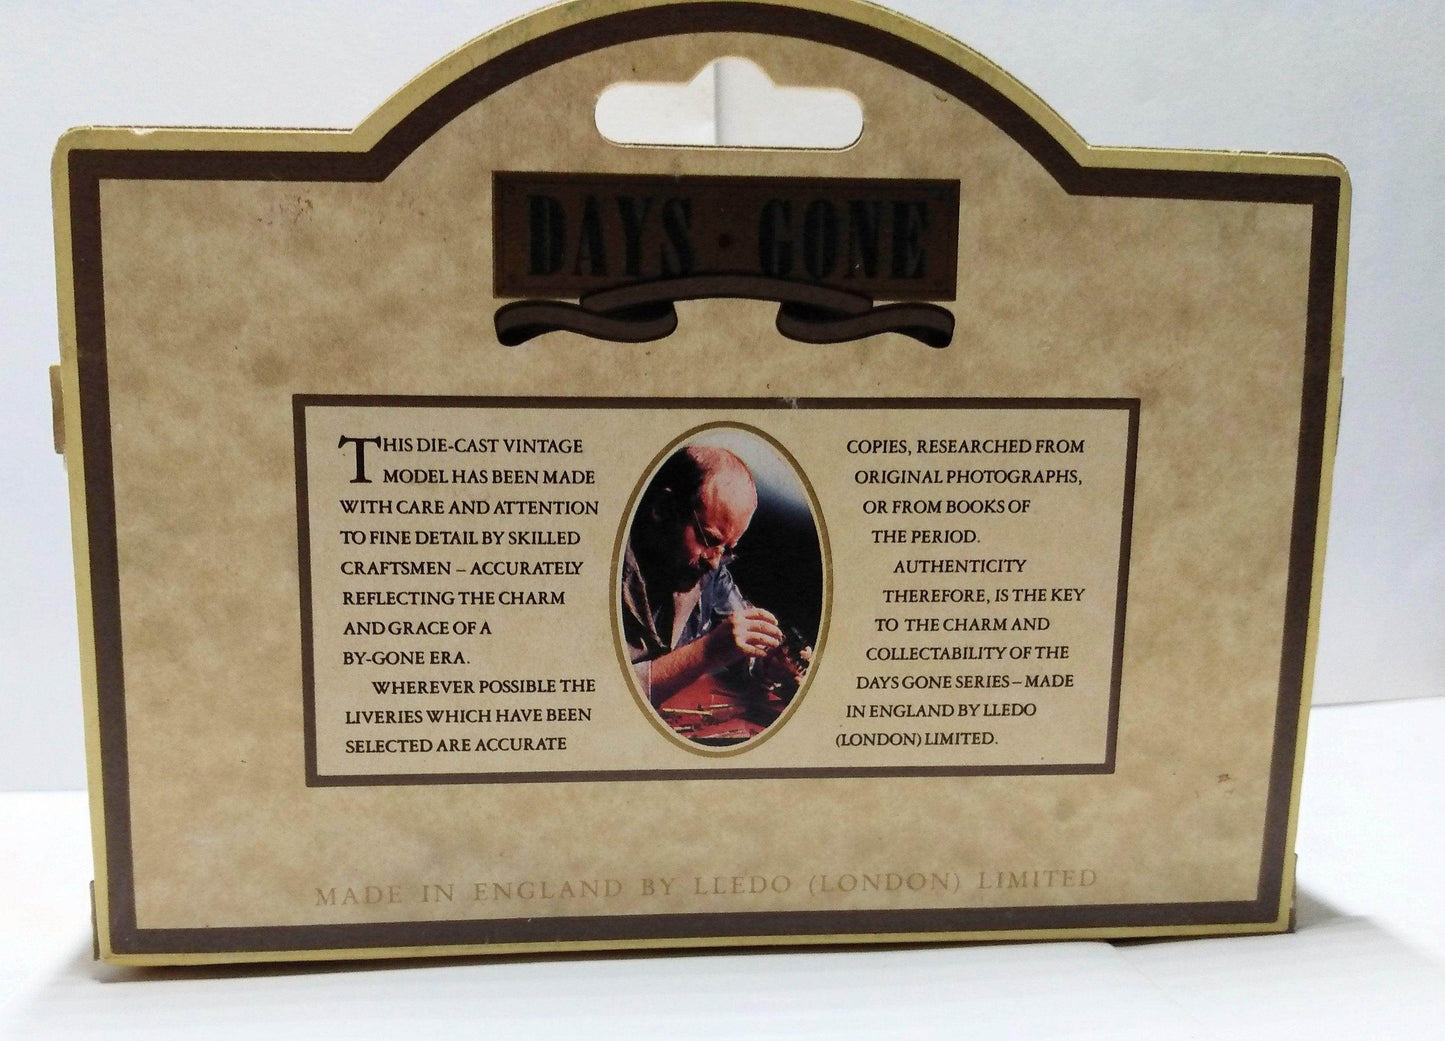 DAYS · GONE
THIS DIE-CAST VINTAGE
MODEL HAS BEEN MADE
WITH CARE AND ATTENTION
TO FINE DETAIL BY SKILLED
CRAFTSMEN – ACCURATELY
REFLECTING THE CHARM
AND GRACE OF A
BY-GONE ERA.
WHEREVER POSSIBLE THE
LIVERIES WHICH HAVE BEEN
SELECTED ARE ACCURATE
COPIES, RESEARCHED FROM
ORIGINAL PHOTOGRAPHS,
OR FROM BOOKS OF
THE PERIOD.
AUTHENTICITY
THEREFORE, IS THE KEY
TO THE CHARM AND
COLLECTABILITY OF THE
DAYS GONE SERIES – MADE
IN ENGLAND BY LLEDO
(LONDON) LIMITED.
MADE IN ENGLAND BY LLEDO (LONDON) LIMITED